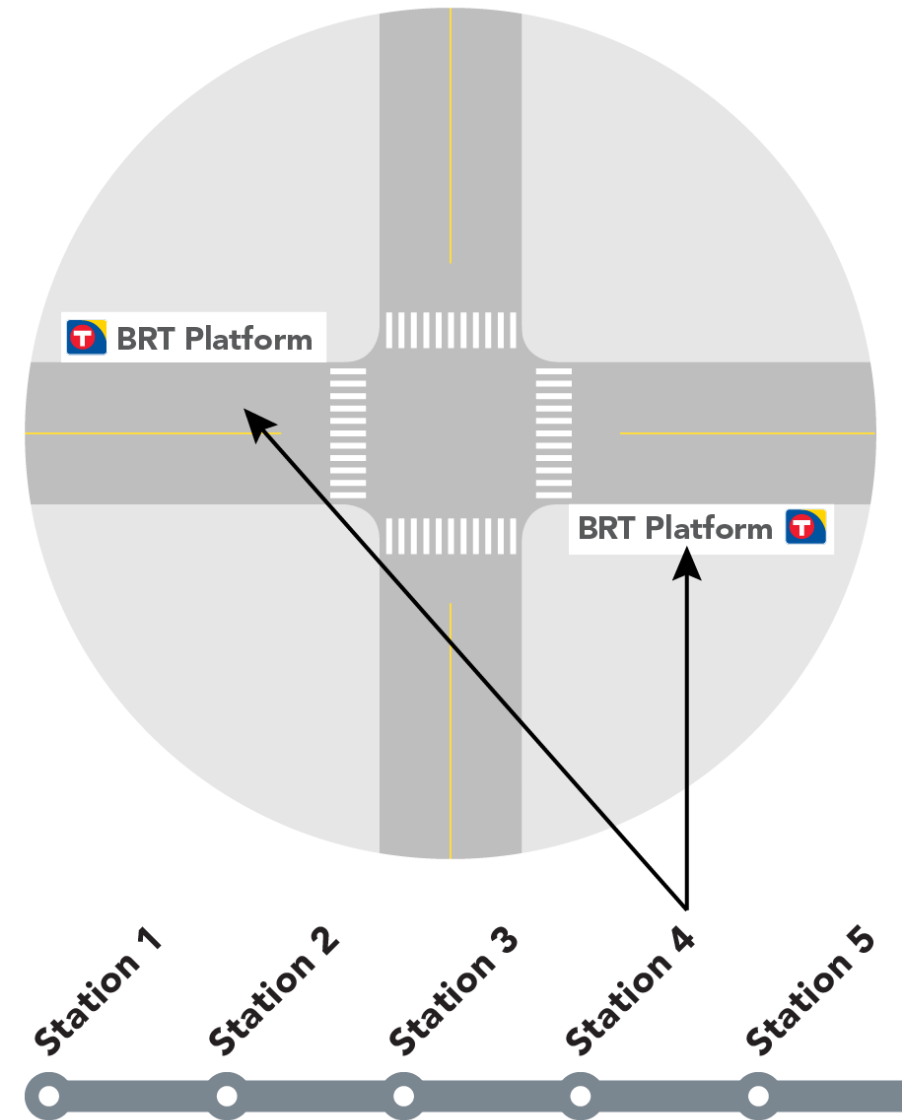 T BRT Platform
BRT Platform T
Station 1
Station 2
Station 3
Station 4
Station 5